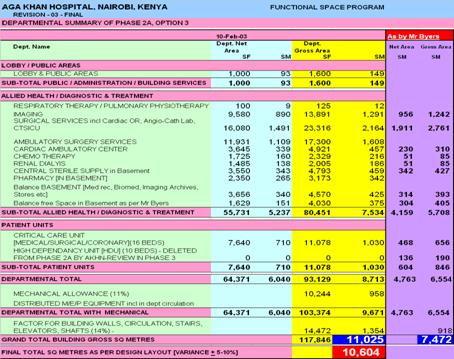 AGA KHAN HOSPITAL, NAIROBI, KENYA FUNCTIONAL SPACE PROGRAM
REVISION - 03 - FINAL
DEPARTMENTAL SUMMARY OF PHASE 2A, OPTION 3
10-Feb-03 As by Mr Byers
Dept. Name Dept. Net Area Dept. Gross Area Net Area Gross Area
SF SM SF SM SM SM
LOBBY / PUBLIC AREAS
LOBBY & PUBLIC AREAS 1,000 93 1,600 149
SUB-TOTAL PUBLIC / ADMINISTRATION / BUILDING SERVICES 1,000 93 1,600 149
ALLIED HEALTH / DIAGNOSTIC & TREATMENT
RESPIRATORY THERAPY / PULMONARY PHYSIOTHERAPY 100 9 125 12
IMAGING 9,580 890 13,891 1,291 956 1,242
SURGICAL SERVICES incl Cardiac OR, Angio-Cath Lab,
CTSICU 16,080 1,491 23,316 2,164 1,911 2,761
AMBULATORY SURGERY SERVICES 11,931 1,109 17,300 1,608
CARDIAC AMBULATORY CENTER 3,645 339 4,921 457 230 310
CHEMO THERAPY 1,725 160 2,329 216 51 85
RENAL DIALYIS 1,485 138 2,005 186 51 85
CENTRAL STERILE SUPPLY in Basement 3,550 343 4,793 459 342 427
PHARMACY [IN BASEMENT] 2,350 265 3,173 342
Balance BASEMENT [Med rec, Biomed, Imaging Archives,
Stores etc] 3,656 340 4,570 425 314 393
Balance free Space in Basement as per Mr Byers 1,629 151 4,030 375 304 405
SUB-TOTAL ALLIED HEALTH / DIAGNOSTIC & TREATMENT 55,731 5,237 80,451 7,534 4,159 5,708
PATIENT UNITS
CRITICAL CARE UNIT
[MEDICAL/SURGICAL/CORONARY](16 BEDS) 7,640 710 11,078 1,030 468 656
HIGH DEPENDANCY UNIT [HDU] (10 BEDS) - DELETED
FROM PHASE 2A BY AKHN-REVIEW IN PHASE 3 0 0 0 0 136 190
SUB-TOTAL PATIENT UNITS 7,640 710 11,078 1,030 604 846
DEPARTMENTAL TOTAL 64,371 6,040 93,129 8,713 4,763 6,554
MECHANICAL ALLOWANCE (11%) 10,244 958
DISTRIBUTED M/E/P EQUIPMENT incl in dept circulation
DEPARTMENTAL TOTAL WITH MECHANICAL 64,371 6,040 103,374 9,671 4,763 6,554
FACTOR FOR BUILDING WALLS, CIRCULATION, STAIRS,
ELEVATORS, SHAFTS (14%) - 14,472 1,354 918
GRAND TOTAL BUILDING GROSS SQ METRES 117,846 11,025 7,472
FINAL TOTAL SQ METRES AS PER DESIGN LAYOUT [VARIANCE ± 5-10%] 10,604